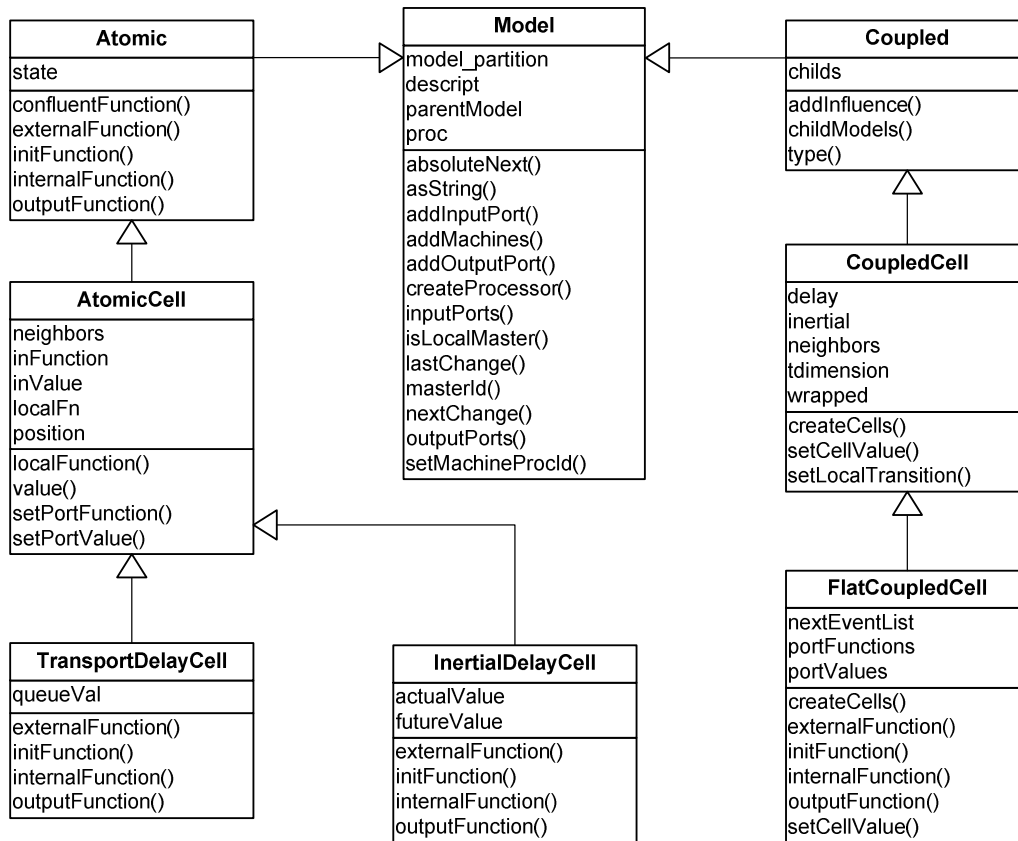 Atomic
state
confluentFunction()
externalFunction()
initFunction()
internalFunction()
outputFunction()
AtomicCell
neighbors
inFunction
inValue
localFn
position
localFunction()
value()
setPortFunction()
setPortValue()
TransportDelayCell
queueVal
externalFunction()
initFunction()
internalFunction()
outputFunction()
Model
model_partition
descript
parentModel
proc
absoluteNext()
asString()
addInputPort()
addMachines()
addOutputPort()
createProcessor()
inputPorts()
isLocalMaster()
lastChange()
masterId()
nextChange()
outputPorts()
setMachineProcId()
InertialDelayCell
actualValue
futureValue
externalFunction()
initFunction()
internalFunction()
outputFunction()
Coupled
childs
addInfluence()
childModels()
type()
CoupledCell
delay
inertial
neighbors
tdimension
wrapped
createCells()
setCellValue()
setLocalTransition()
FlatCoupledCell
nextEventList
portFunctions
portValues
createCells()
externalFunction()
initFunction()
internalFunction()
outputFunction()
setCellValue()